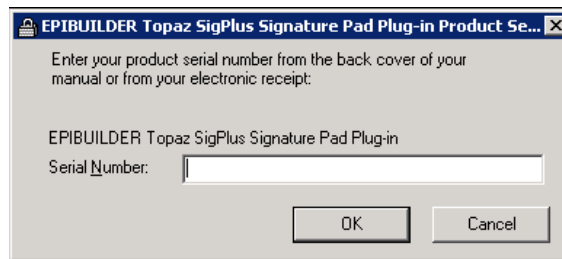 EPIBUILDER Topaz SigPlus Signature Pad Plug-in Product Se...
Enter your product serial number from the back cover of your
manual or from your electronic receipt:
EPIBUILDER Topaz SigPlus Signature Pad Plug-in
Serial Number:
OK Cancel